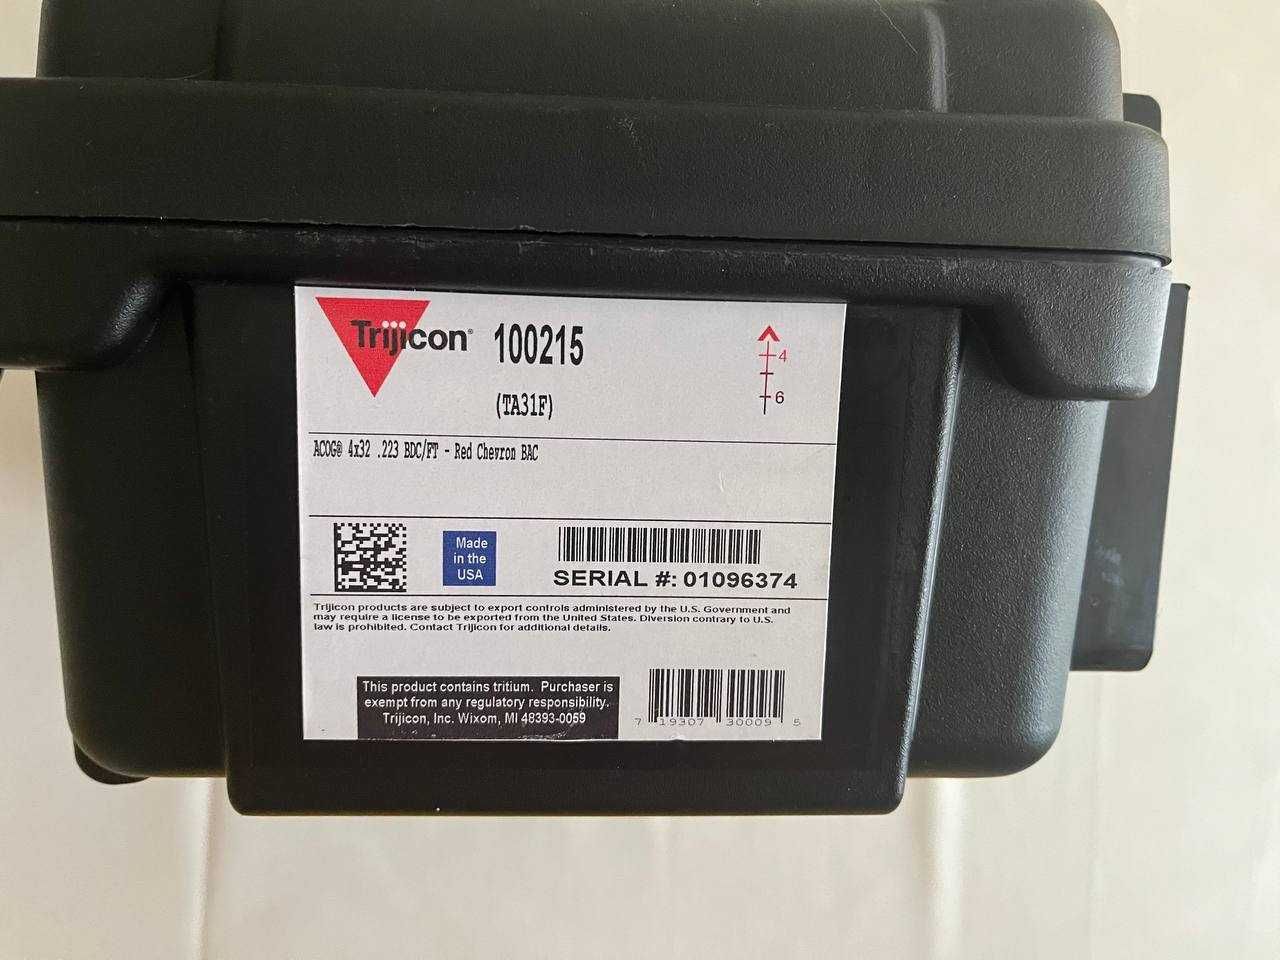 Trijicon® 100215
(TA31F)
4
6
ACOG® 4x32 .223 BDC/FT - Red Chevron BAC
Made
in the
USA
SERIAL #: 01096374
Trijicon products are subject to export controls administered by the U.S. Government and
may require a license to be exported from the United States. Diversion contrary to U.S.
law is prohibited. Contact Trijicon for additional details.
This product contains tritium. Purchaser is
exempt from any regulatory responsibility.
Trijicon, Inc. Wixom, MI 48393-0059
7 19307 30009 5